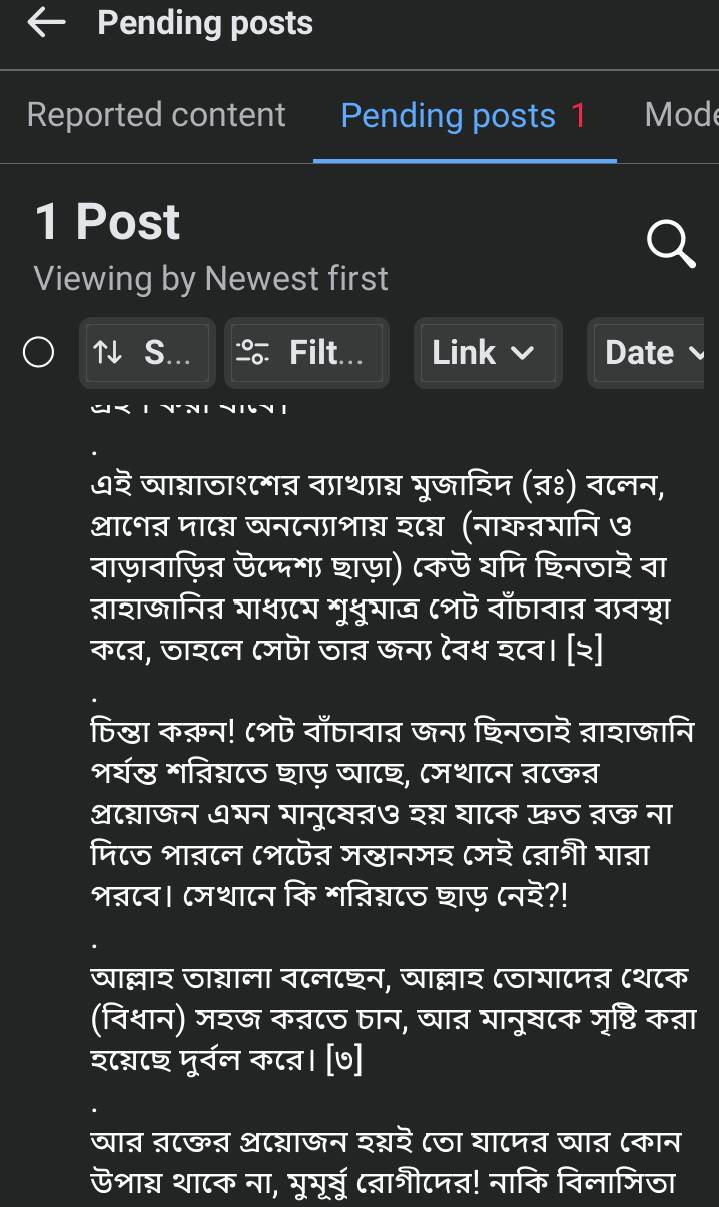 Pending posts
Reported content Pending posts 1
1 Post
Viewing by Newest first
S... Filt... Link Date
.
এই আয়াতাংশের ব্যাখ্যায় মুজাহিদ (রঃ) বলেন,
প্রাণের দায়ে অনন্যোপায় হয়ে (নাফরমানি ও
বাড়াবাড়ির উদ্দেশ্য ছাড়া) কেউ যদি ছিনতাই বা
রাহাজানির মাধ্যমে শুধুমাত্র পেট বাঁচাবার ব্যবস্থা
করে, তাহলে সেটা তার জন্য বৈধ হবে। [২]
.
চিন্তা করুন! পেট বাঁচাবার জন্য ছিনতাই রাহাজানি
পর্যন্ত শরিয়তে ছাড় আছে, সেখানে রক্তের
প্রয়োজন এমন মানুষেরও হয় যাকে দ্রুত রক্ত না
দিতে পারলে পেটের সন্তানসহ সেই রোগী মারা
পরবে। সেখানে কি শরিয়তে ছাড় নেই?!
.
আল্লাহ তায়ালা বলেছেন, আল্লাহ তোমাদের থেকে
(বিধান) সহজ করতে চান, আর মানুষকে সৃষ্টি করা
হয়েছে দুর্বল করে। [৩]
.
আর রক্তের প্রয়োজন হয়ই তো যাদের আর কোন
উপায় থাকে না, মুমূর্ষু রোগীদের! নাকি বিলাসিতা